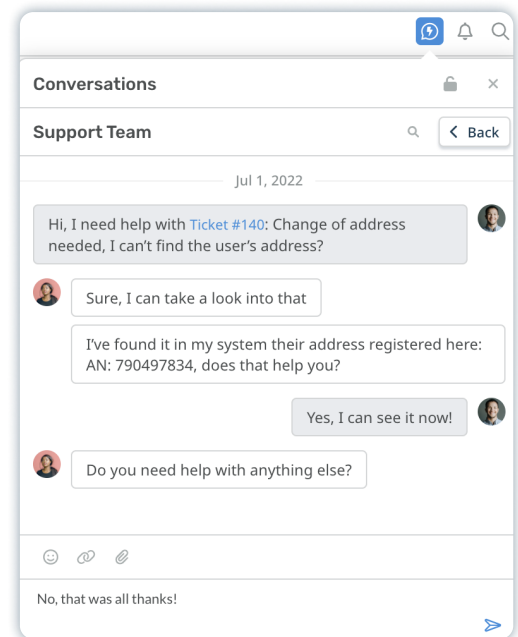 Conversations
Support Team
Back
Jul 1, 2022
Hi, I need help with Ticket #140: Change of address
needed, I can’t find the user’s address?
Sure, I can take a look into that
I’ve found it in my system their address registered here:
AN: 790497834, does that help you?
Yes, I can see it now!
Do you need help with anything else?
No, that was all thanks!